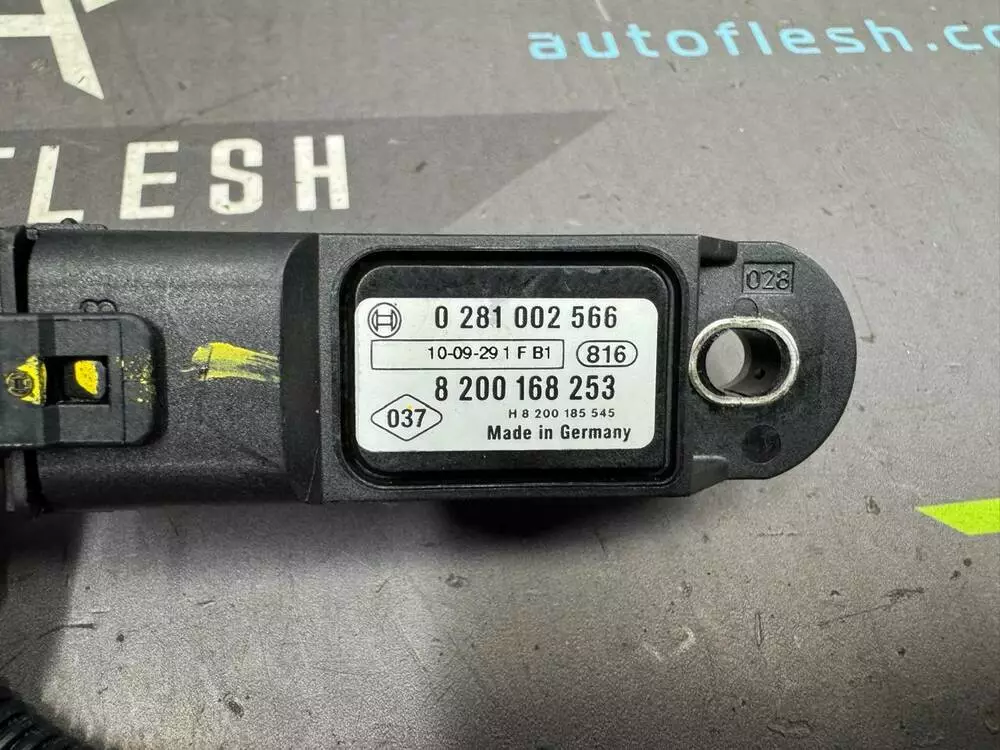 autoflesh.co
FLESH
028
0 281 002 566
10-09-29 1 F B1
816
8 200 168 253
037
H 8 200 185 545
Made in Germany